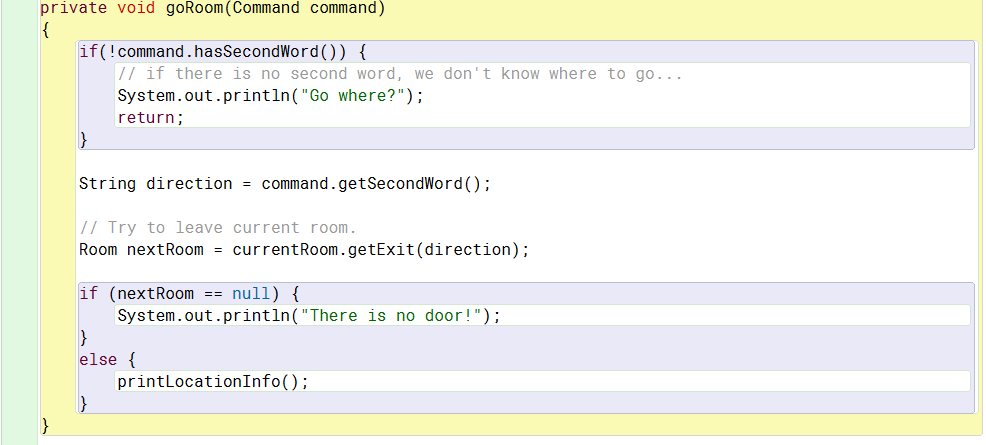 private void goRoom(Command command)
{
if(!command.hasSecondWord()) {
// if there is no second word, we don't know where to go...
System.out.println("Go where?");
return;
}
String direction = command.getSecondWord();
// Try to leave current room.
Room nextRoom = currentRoom.getExit(direction);
if (nextRoom == null) {
System.out.println("There is no door!");
}
else {
printLocationInfo();
}
}